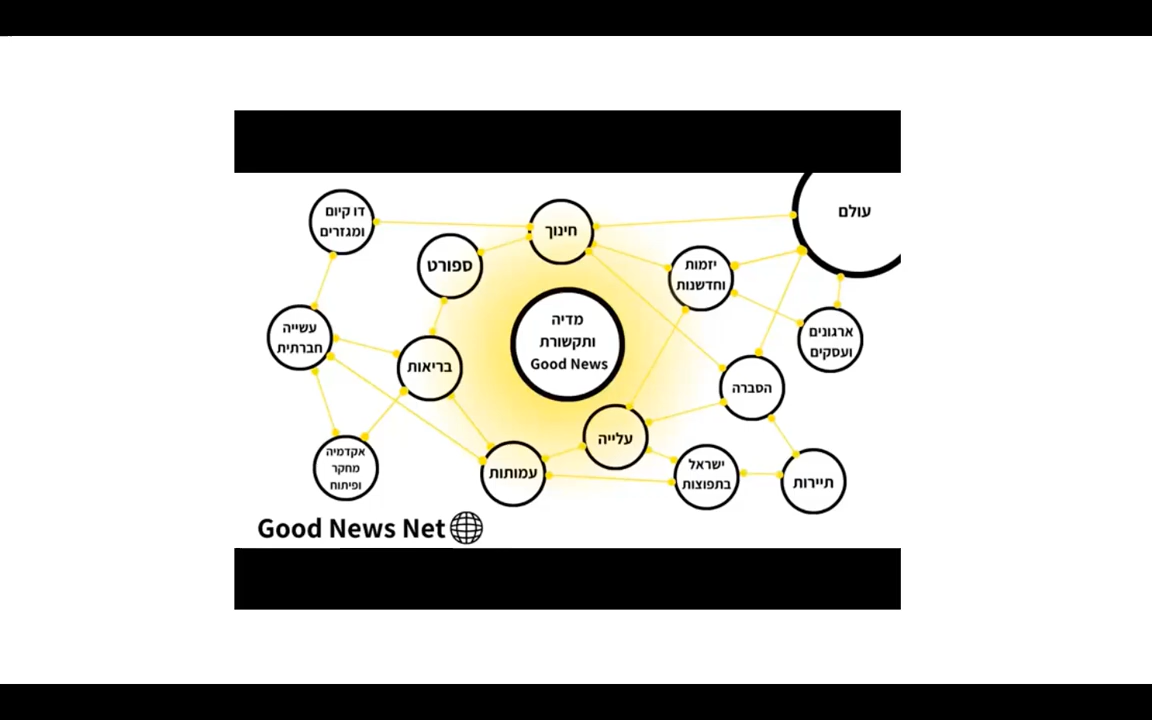 עולם
חינוך
דו קיום
ומגזרים
ספורט
יזמות
וחדשנות
מדיה
ותקשורת
Good News
ארגונים
ועסקים
עשייה
חברתית
בריאות
הסברה
עלייה
אקדמיה
מחקר
ופיתוח
עמותות
ישראל
בתפוצות
תיירות
Good News Net